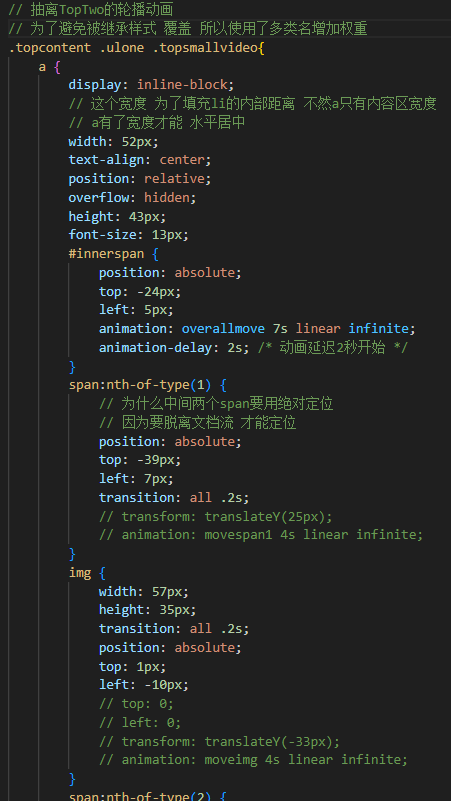 // 抽离TopTwo的轮播动画
// 为了避免被继承样式 覆盖 所以使用了多类名增加权重
.topcontent .ulone .topsmallvideo{
a {
display: inline-block;
// 这个宽度 为了填充li的内部距离 不然a只有内容区宽度
// a有了宽度才能 水平居中
width: 52px;
text-align: center;
position: relative;
overflow: hidden;
height: 43px;
font-size: 13px;
#innerspan {
position: absolute;
top: -24px;
left: 5px;
animation: overallmove 7s linear infinite;
animation-delay: 2s; /* 动画延迟2秒开始 */
}
span:nth-of-type(1) {
// 为什么中间两个span要用绝对定位
// 因为要脱离文档流 才能定位
position: absolute;
top: -39px;
left: 7px;
transition: all .2s;
// transform: translateY(25px);
// animation: movespan1 4s linear infinite;
}
img {
width: 57px;
height: 35px;
transition: all .2s;
position: absolute;
top: 1px;
left: -10px;
// top: 0;
// left: 0;
// transform: translateY(-33px);
// animation: moveimg 4s linear infinite;
}
span:nth-of-type(2) {